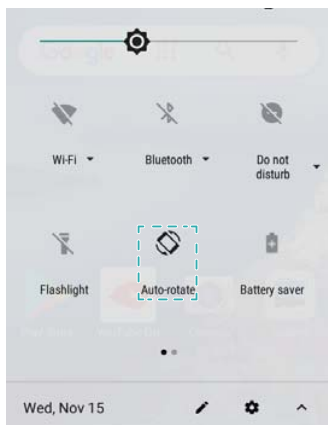 Wi-Fi
Bluetooth
Do not
disturb
Flashlight
Auto-rotate
Battery saver
Wed, Nov 15